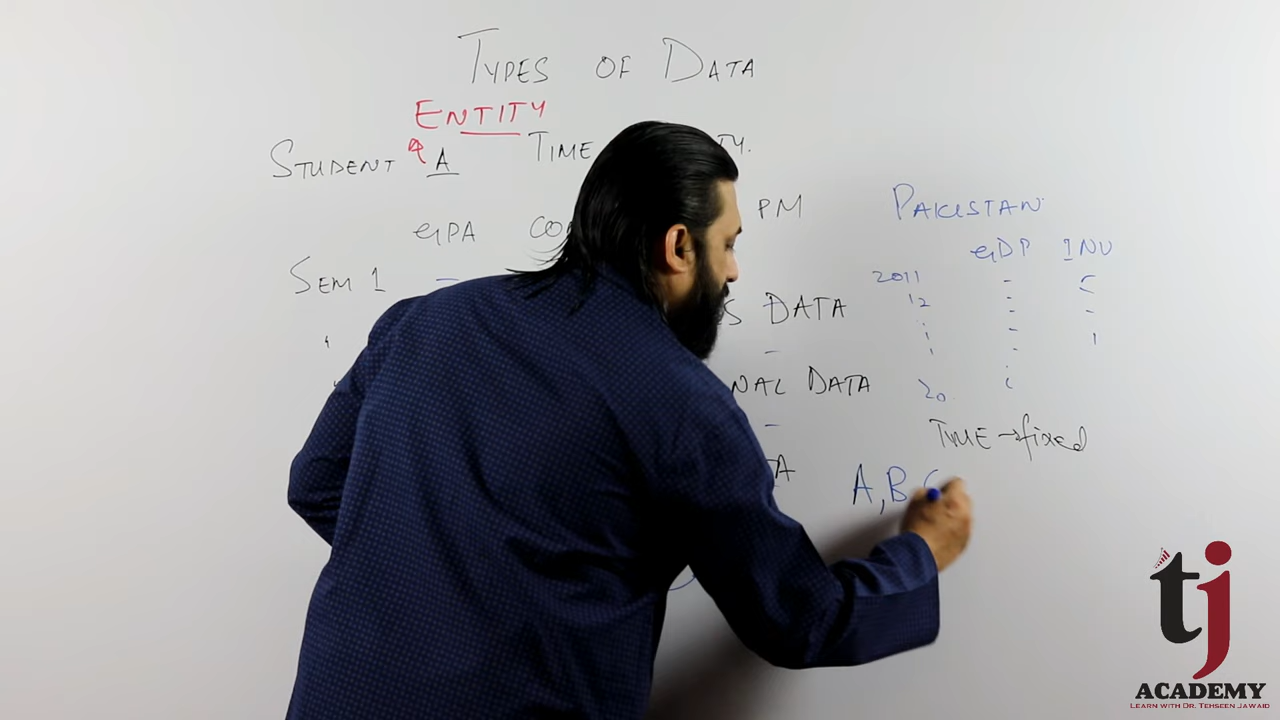 TYPES OF DATA
ENTITY
STUDENT A TIME TY.
GPA CO PM
PAKISTAN
GDP INV
SEM 1
2011
12
S DATA
20
NAL DATA
TIME → fixed
TA
A, B, C
tj
ACADEMY
LEARN WITH DR. TEHSEEN JAWAID